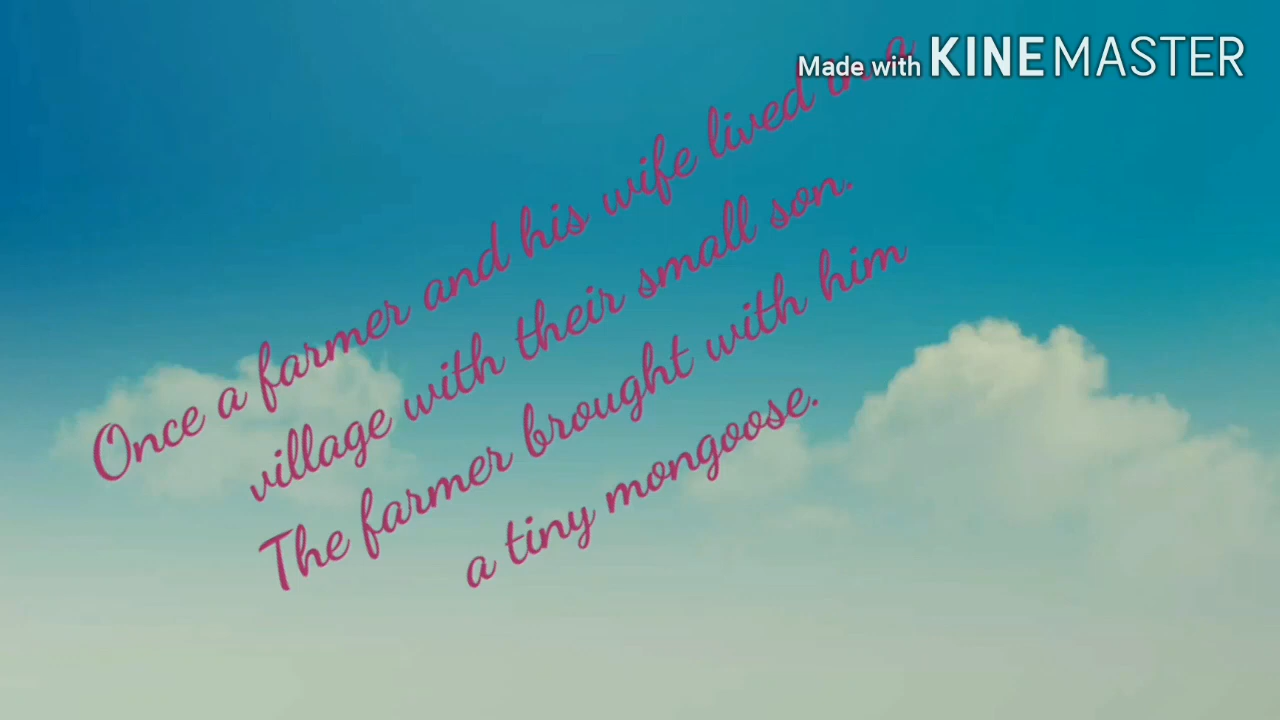 Made with KINEMASTER
Once a farmer and his wife lived in a
village with their small son.
The farmer brought with him
a tiny mongoose.